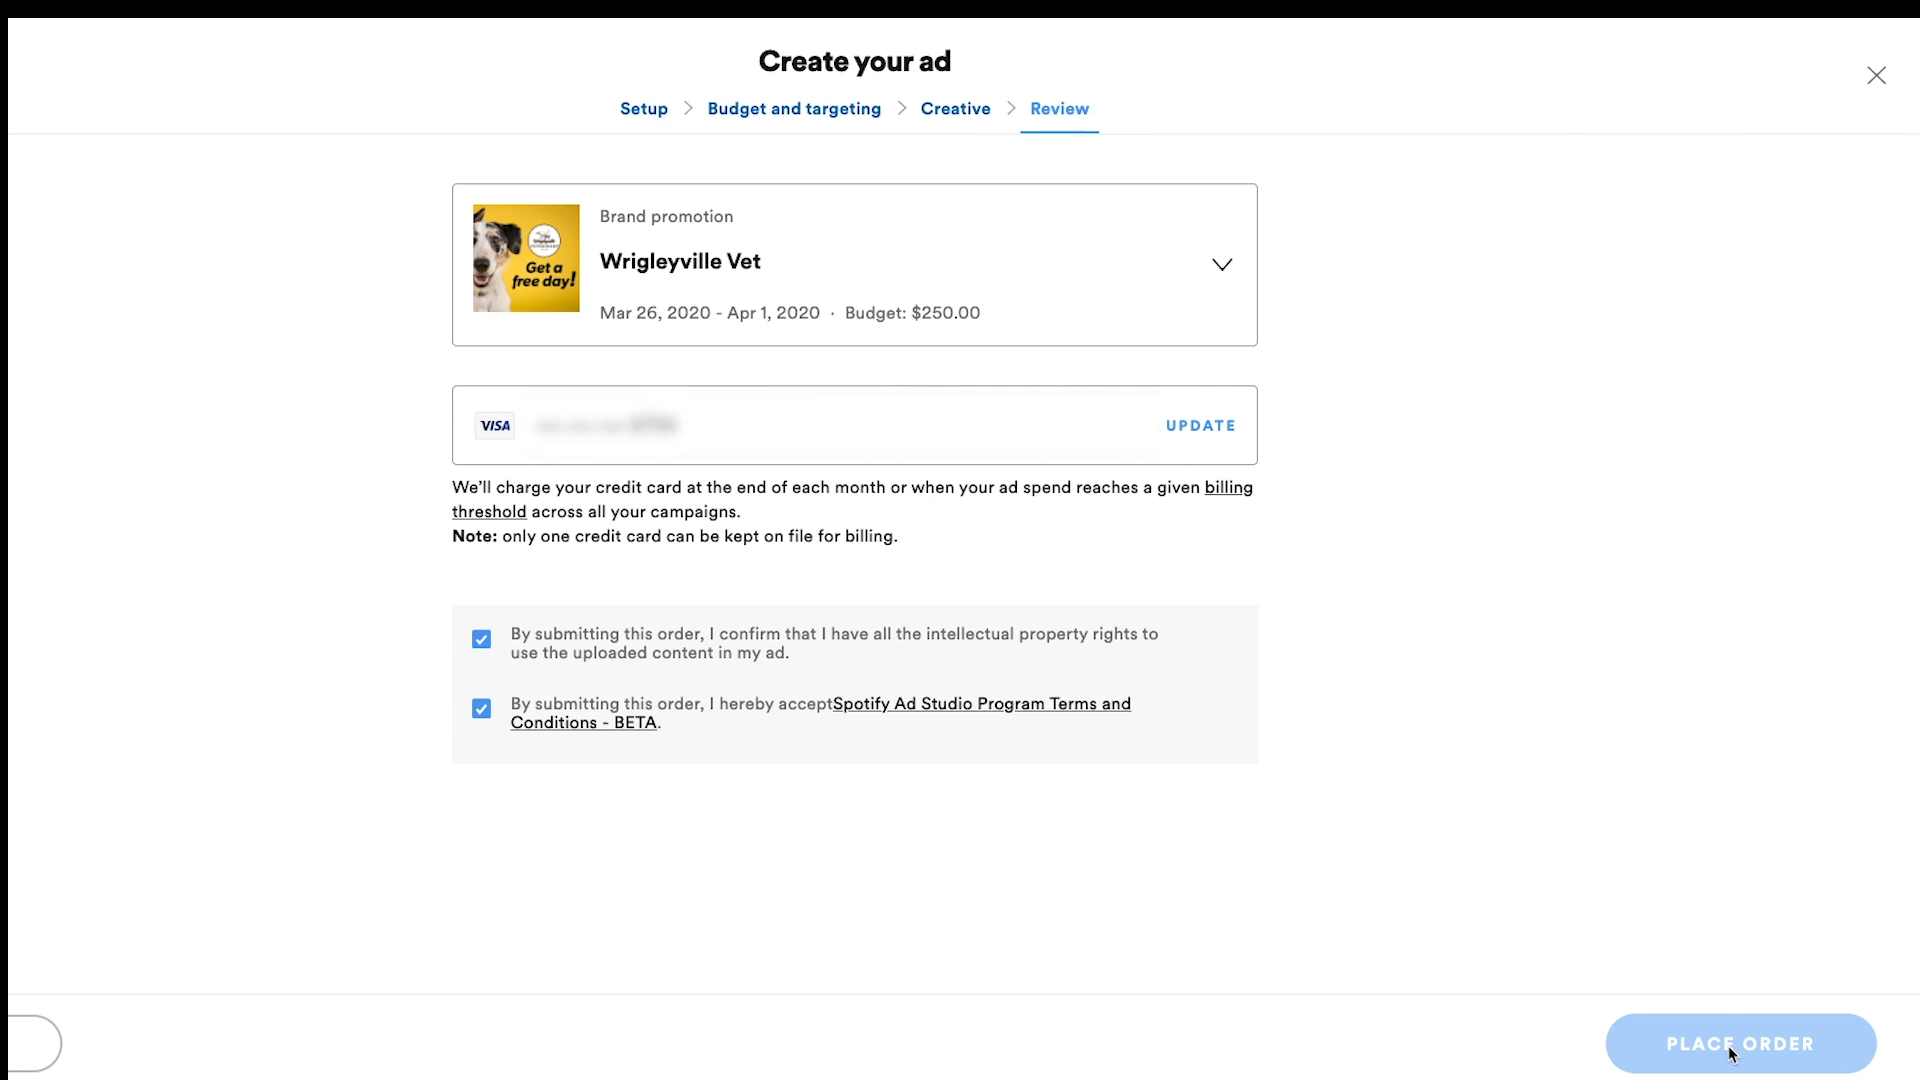 Create your ad
Setup
Budget and targeting
Creative
Review
Get a
free day!
Brand promotion
Wrigleyville Vet
Mar 26, 2020 - Apr 1, 2020 · Budget: $250.00
VISA
UPDATE
We’ll charge your credit card at the end of each month or when your ad spend reaches a given billing
threshold across all your campaigns.
Note: only one credit card can be kept on file for billing.
By submitting this order, I confirm that I have all the intellectual property rights to
use the uploaded content in my ad.
By submitting this order, I hereby acceptSpotify Ad Studio Program Terms and
Conditions - BETA.
PLACE ORDER